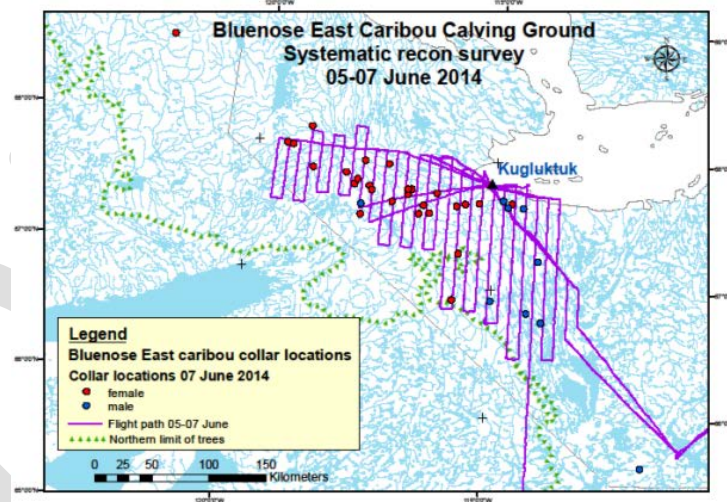 Bluenose East Caribou Calving Ground
Systematic recon survey
05-07 June 2014
Kugluktuk
Legend
Bluenose East caribou collar locations
Collar locations 07 June 2014
female
male
Flight path 05-07 June
Northern limit of trees
0 25 50 100 150
Kilometers